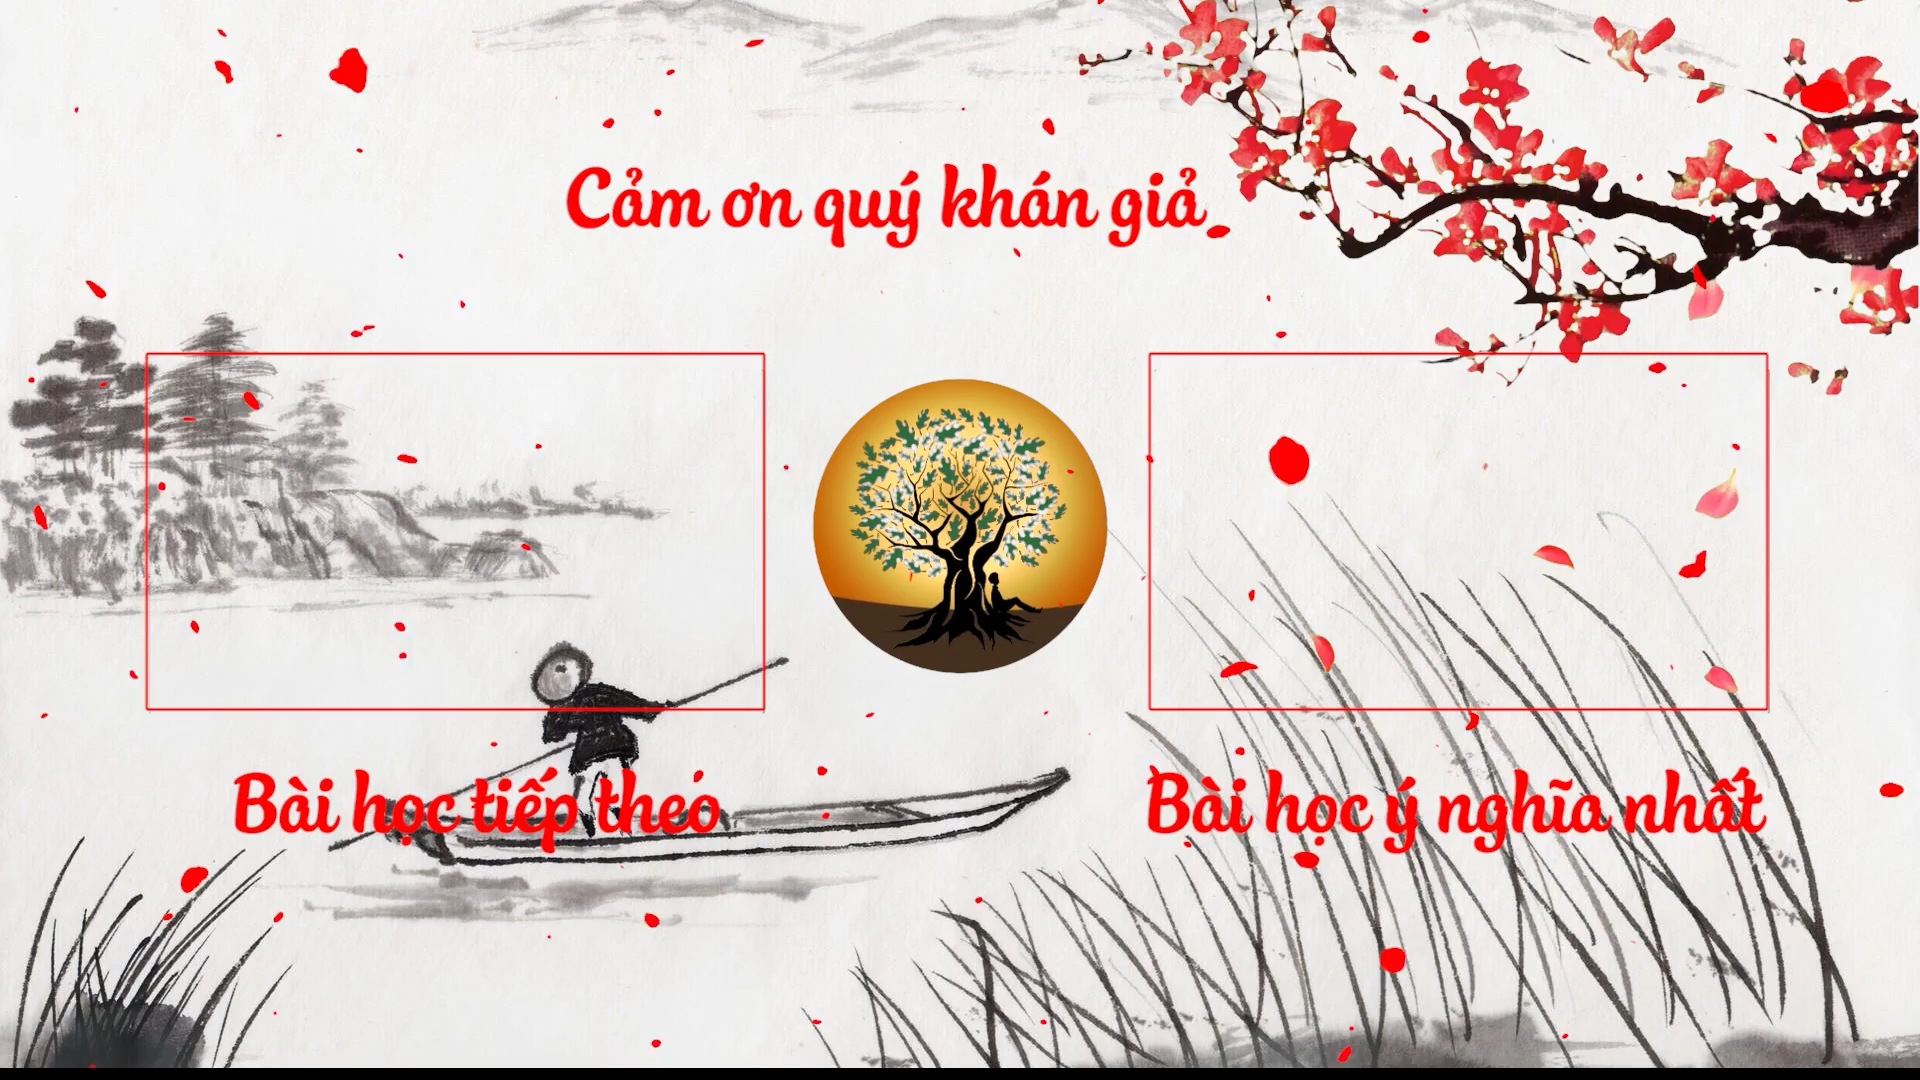 Cảm ơn quý khán giả
Bài học tiếp theo
Bài học ý nghĩa nhất